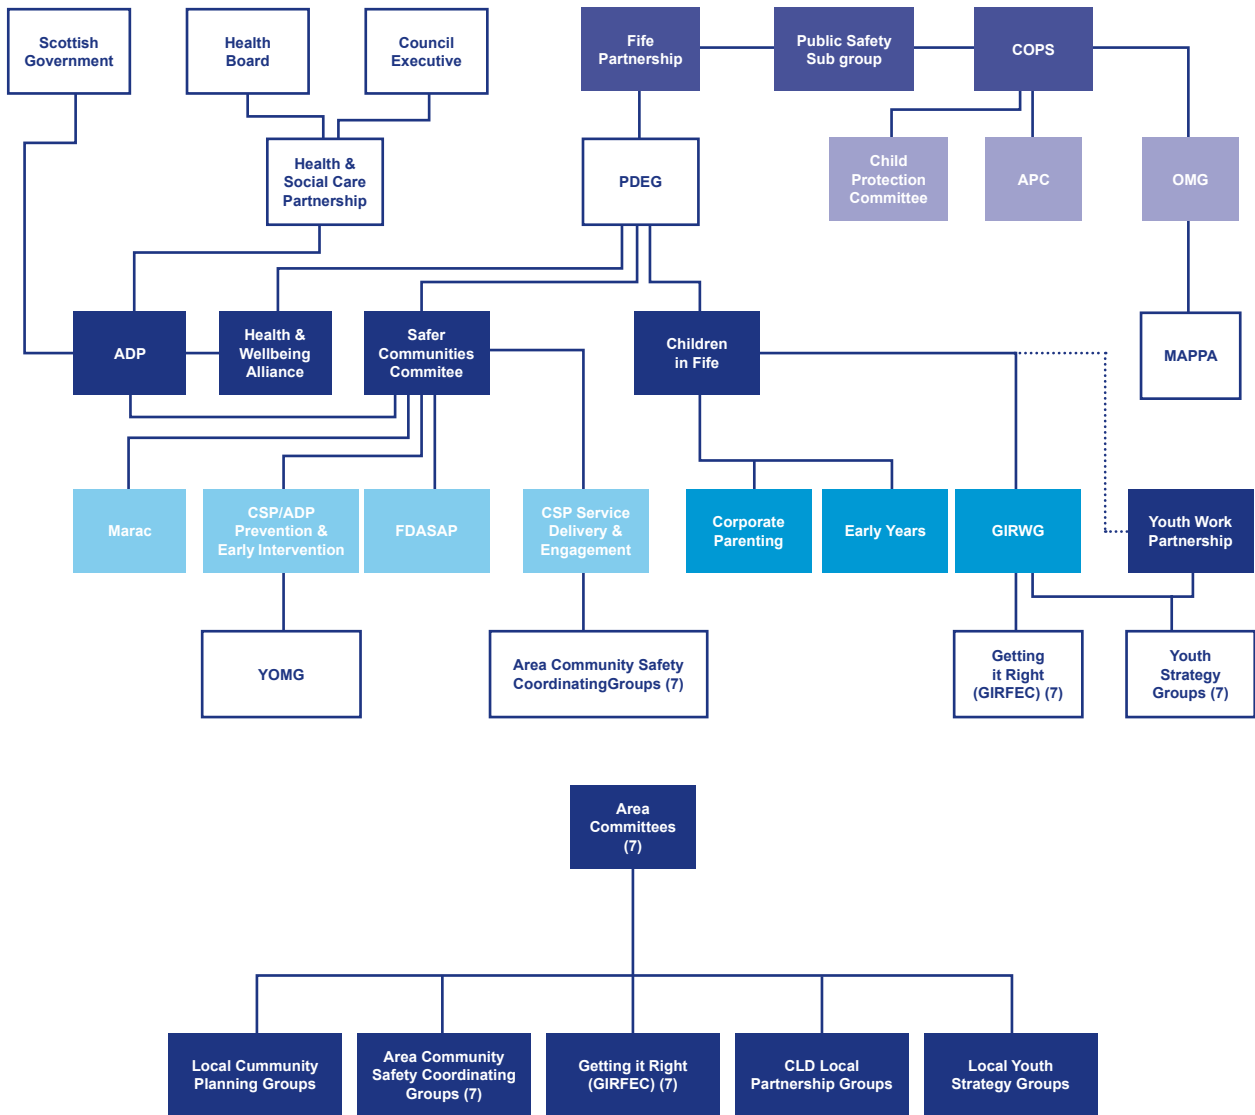 Scottish
Government
Health
Board
Council
Executive
Fife
Partnership
Public Safety
Sub group
COPS
Health &
Social Care
Partnership
PDEG
Child
Protection
Committee
APC
OMG
ADP
Health &
Wellbeing
Alliance
Safer
Communities
Commitee
Children
in Fife
MAPPA
Marac
CSP/ADP
Prevention &
Early Intervention
FDASAP
CSP Service
Delivery &
Engagement
Corporate
Parenting
Early Years
GIRWG
Youth Work
Partnership
YOMG
Area Community Safety
CoordinatingGroups (7)
Getting
it Right
(GIRFEC) (7)
Youth
Strategy
Groups (7)
Area
Committees
(7)
Local Cummunity
Planning Groups
Area Community
Safety Coordinating
Groups (7)
Getting it Right
(GIRFEC) (7)
CLD Local
Partnership Groups
Local Youth
Strategy Groups